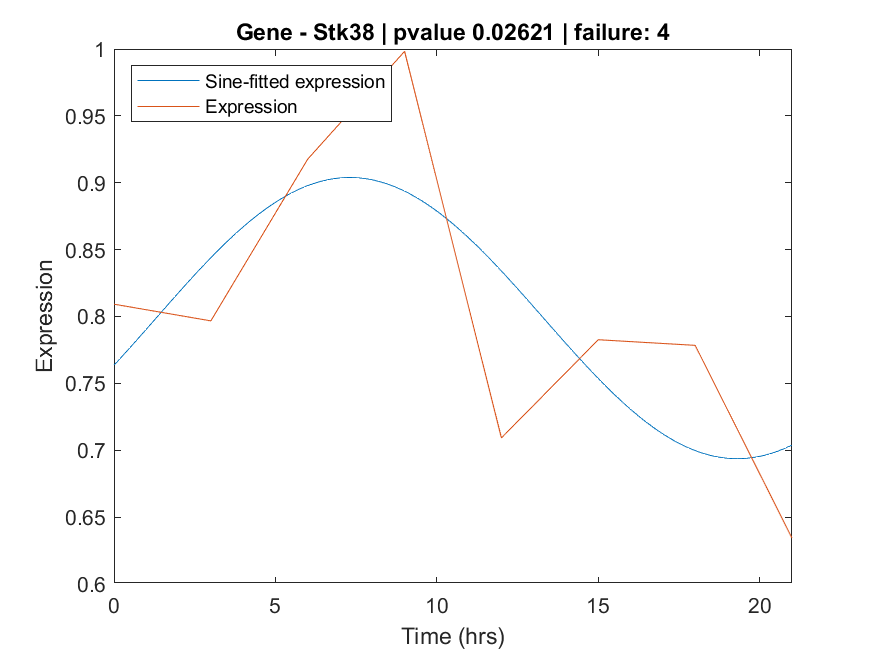 Gene - Stk38 | pvalue 0.02621 | failure: 4
Sine-fitted expression
Expression
1
0.95
0.9
0.85
0.8
0.75
0.7
0.65
0.6
Expression
0
5
10
15
20
Time (hrs)